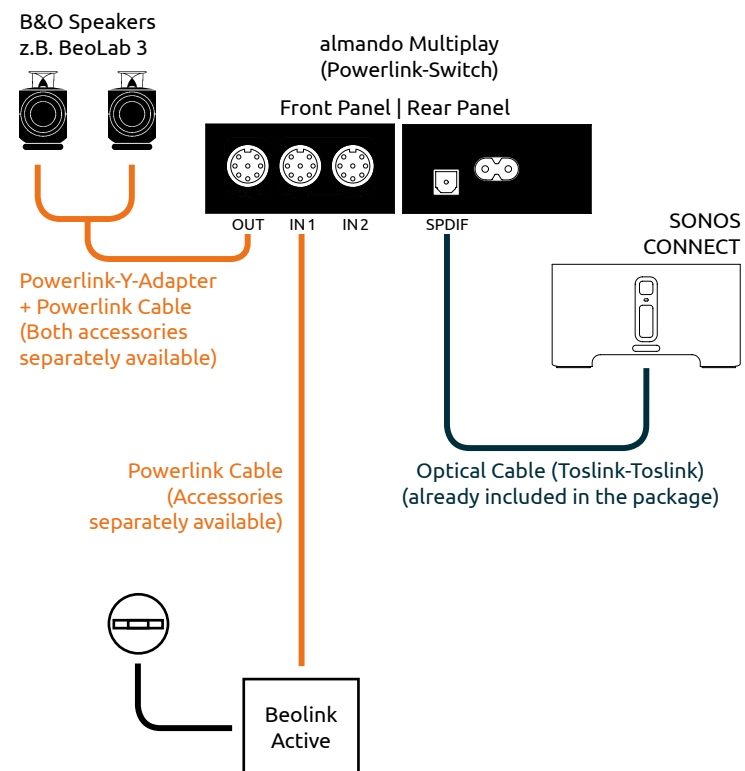 B&O Speakers
z.B. BeoLab 3
almando Multiplay
(Powerlink-Switch)
Front Panel | Rear Panel
OUT
IN 1
IN 2
SPDIF
SONOS
CONNECT
Powerlink-Y-Adapter
+ Powerlink Cable
(Both accessories
separately available)
Powerlink Cable
(Accessories
separately available)
Optical Cable (Toslink-Toslink)
(already included in the package)
Beolink
Active